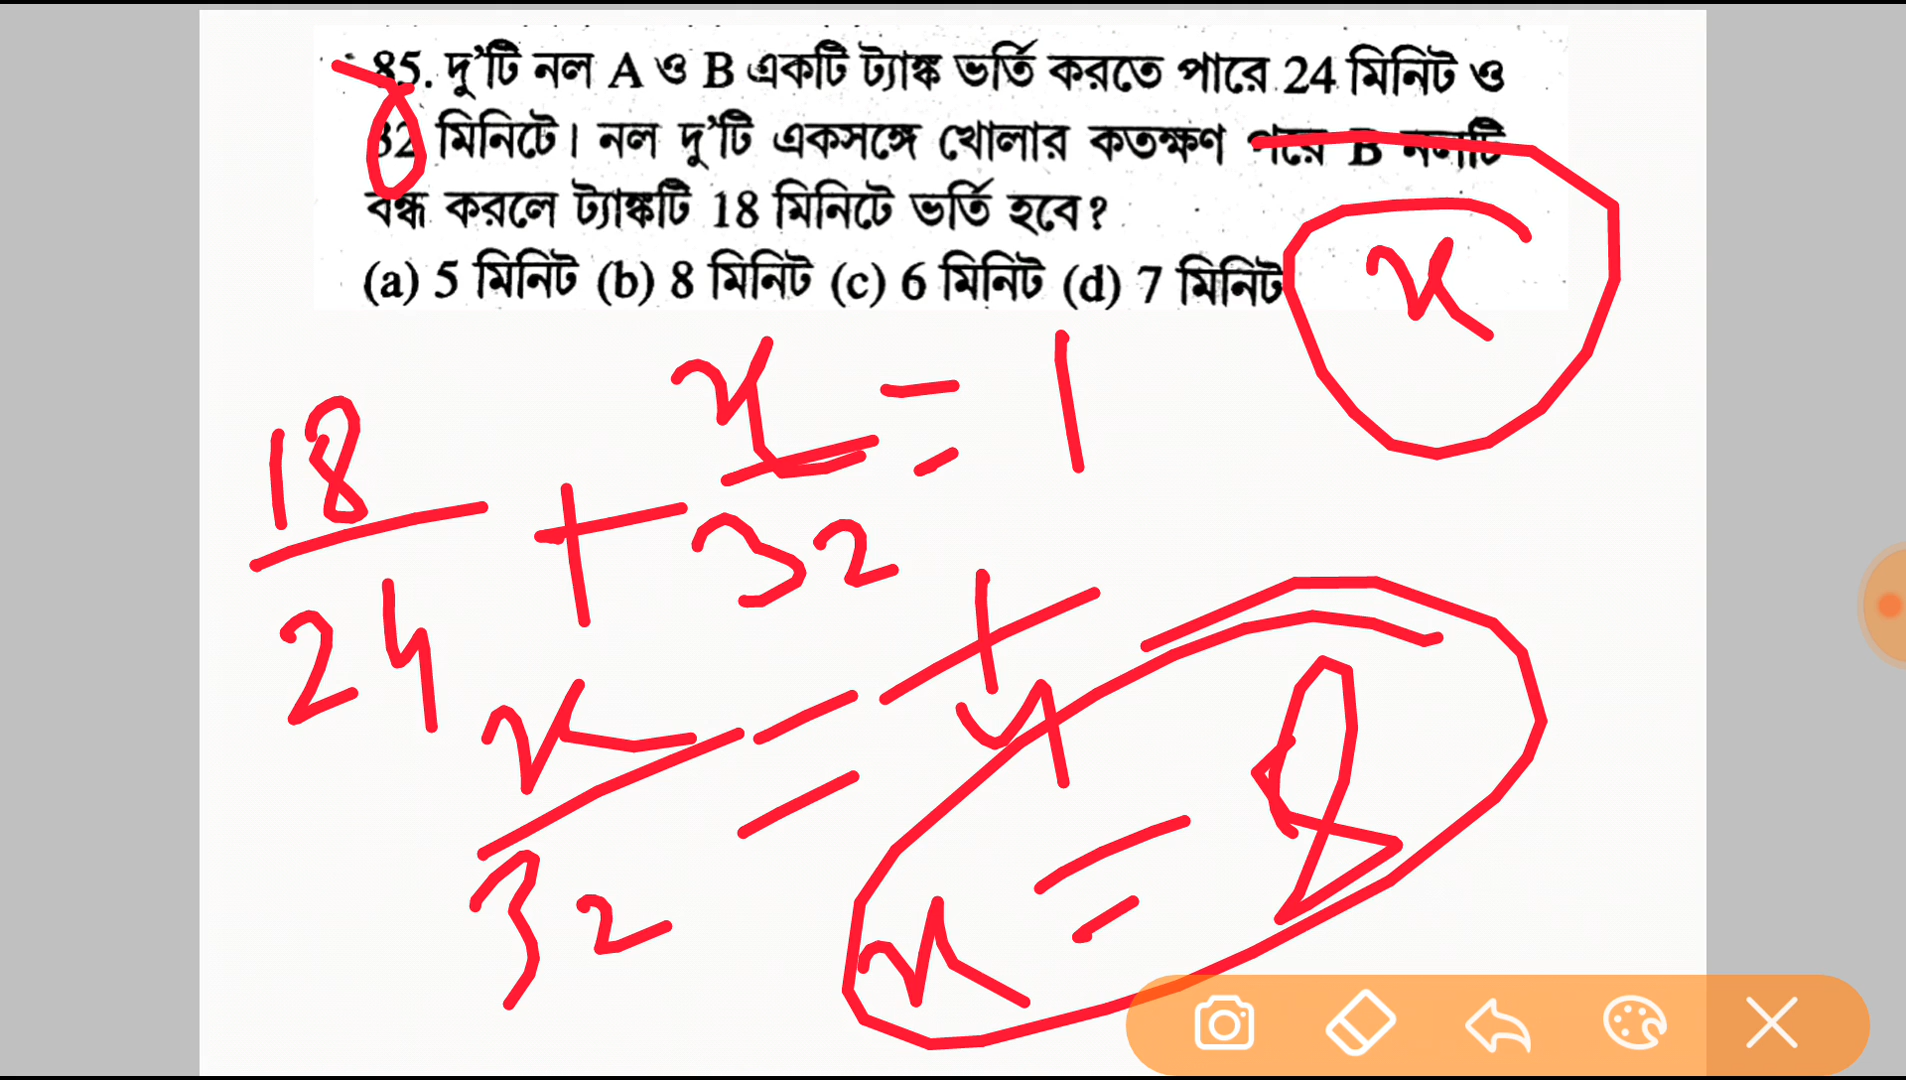 85. দু'টি নল A ও B একটি ট্যাঙ্ক ভর্তি করতে পারে 24 মিনিট ও
32 মিনিটে। নল দু'টি একসঙ্গে খোলার কতক্ষণ পরে B নলটি
বন্ধ করলে ট্যাঙ্কটি 18 মিনিটে ভর্তি হবে?
(a) 5 মিনিট (b) 8 মিনিট (c) 6 মিনিট (d) 7 মিনিট
x
18/24 + x/32 = 1
x/32 = 1/4
x = 8